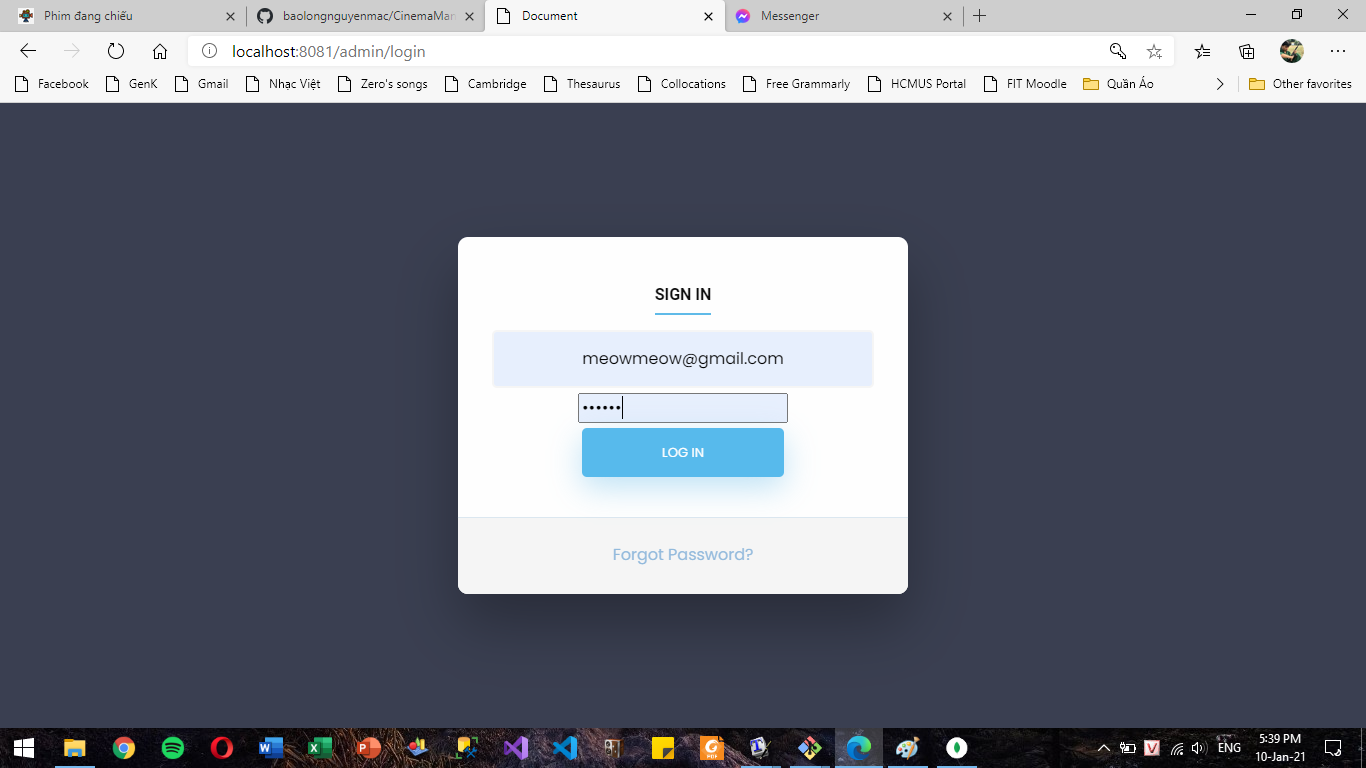 Phim đang chiếu
baolongnguyenmac/CinemaMan
Document
Messenger
localhost:8081/admin/login
Facebook
GenK
Gmail
Nhạc Việt
Zero's songs
Cambridge
Thesaurus
Collocations
Free Grammarly
HCMUS Portal
FIT Moodle
Quần Áo
Other favorites
SIGN IN
meowmeow@gmail.com
••••••
LOG IN
Forgot Password?
ENG
5:39 PM
10-Jan-21